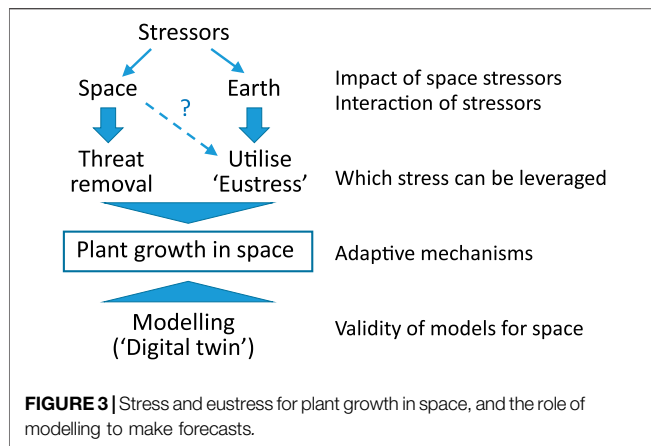 Stressors
Space
Earth
Impact of space stressors
Interaction of stressors
?
Threat
removal
Utilise
‘Eustress’
Which stress can be leveraged
Plant growth in space
Adaptive mechanisms
Modelling
(‘Digital twin’)
Validity of models for space
FIGURE 3 | Stress and eustress for plant growth in space, and the role of
modelling to make forecasts.